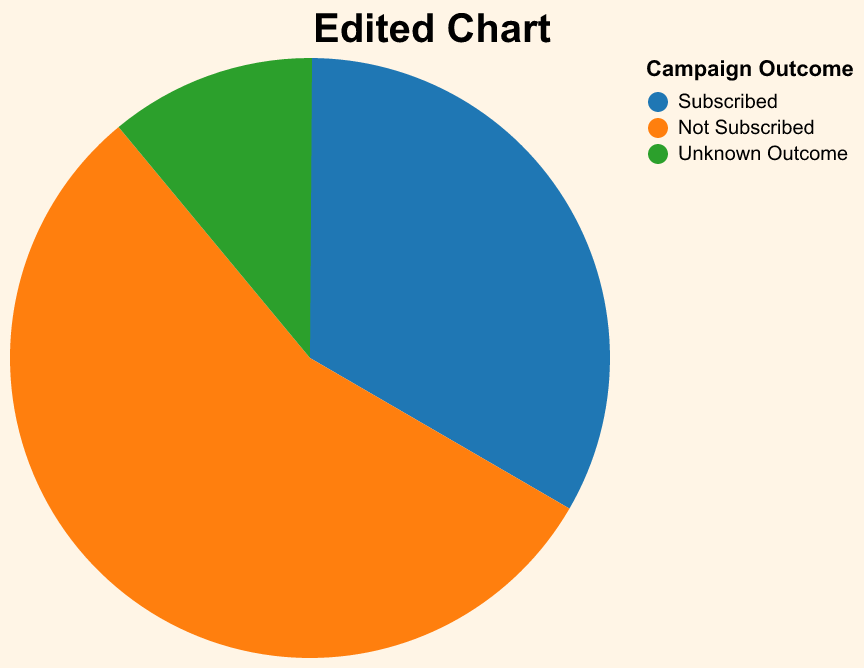 Edited Chart
Campaign Outcome
Subscribed
Not Subscribed
Unknown Outcome